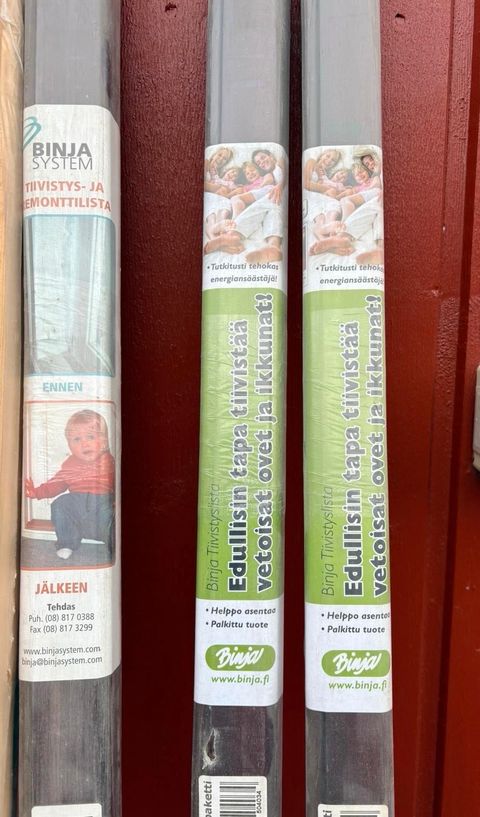 BINJA
SYSTEM
TIIVISTYS- JA
REMONTTILISTA
ENNEN
JÄLKEEN
Tehdas
Puh. (08) 817 0388
Fax (08) 817 3299
www.binjasystem.com
binja@binjasystem.com
• Tutkitusti tehokas
energiansäästäjä!
Binja Tiivistyslista
Edullisin tapa tiivistää
vetoisat ovet ja ikkunat!
• Helppo asentaa
• Palkittu tuote
Binja
www.binja.fi
paketti
504034
• Tutkitusti tehokas
energiansäästäjä!
Binja Tiivistyslista
Edullisin tapa tiivistää
vetoisat ovet ja ikkunat!
• Helppo asentaa
• Palkittu tuote
Binja
www.binja.fi